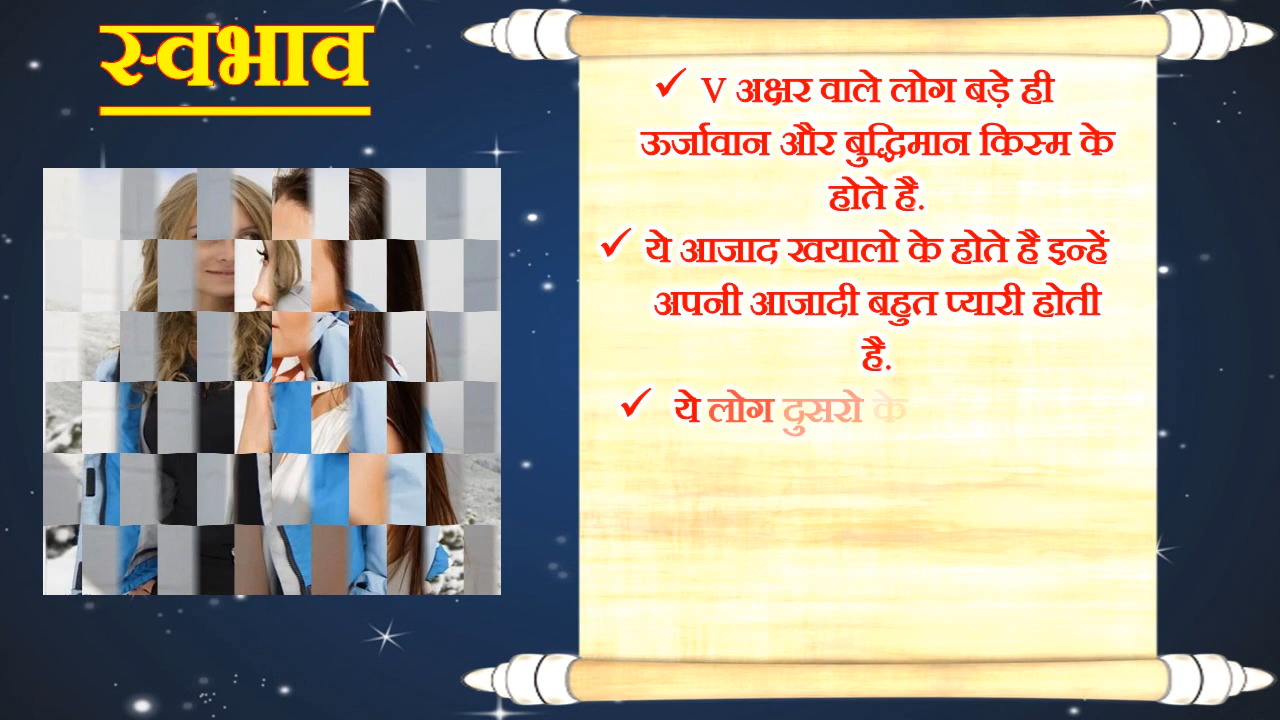 स्वभाव
✓ V अक्षर वाले लोग बड़े ही
ऊर्जावान और बुद्धिमान किस्म के
होते है.
✓ ये आजाद खयालो के होते है इन्हें
अपनी आजादी बहुत प्यारी होती
है.
✓ ये लोग दुसरो के